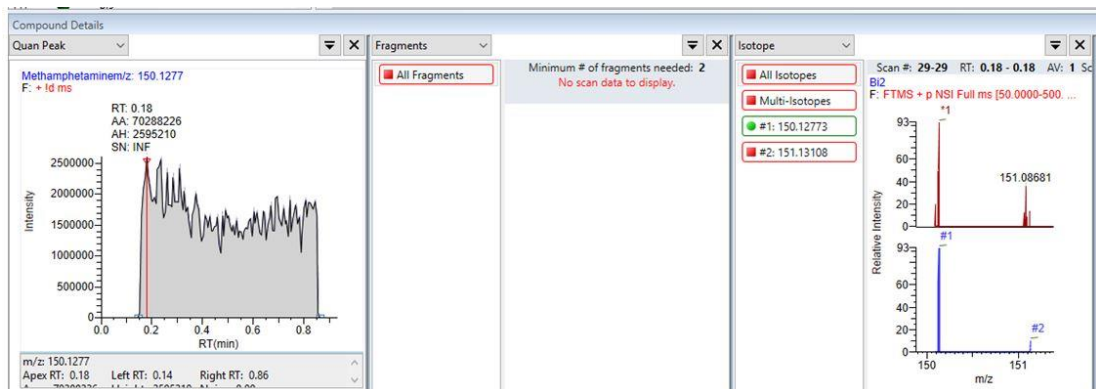 Compound Details
Quan Peak
Methamphetaminem/z: 150.1277
F: + !d ms
RT: 0.18
AA: 70288226
AH: 2595210
SN: INF
Intensity
2500000
2000000
1500000
1000000
500000
0
0.0 0.2 0.4 0.6 0.8
RT(min)
m/z: 150.1277
Apex RT: 0.18 Left RT: 0.14 Right RT: 0.86
Fragments
All Fragments
Minimum # of fragments needed: 2
No scan data to display.
Isotope
All Isotopes
Multi-Isotopes
#1: 150.12773
#2: 151.13108
Scan #: 29-29 RT: 0.18 - 0.18 AV: 1 Sc
Bi2
F: FTMS + p NSI Full ms [50.0000-500. ...
*1
93
60
40
20
0
151.08681
Relative Intensity
#1
93
60
40
20
0
#2
150 151
m/z